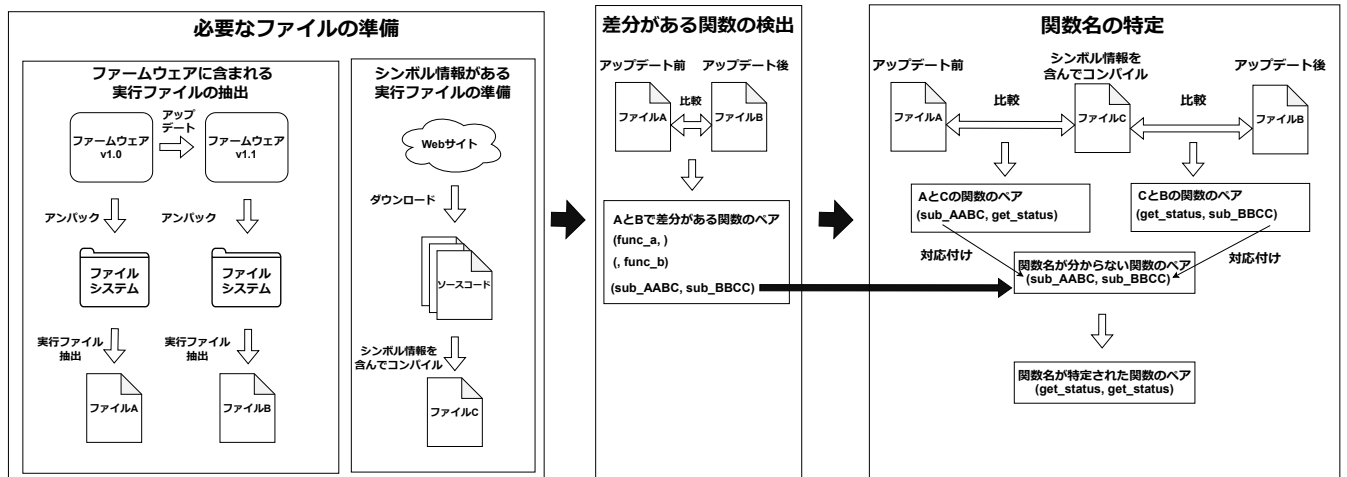 必要なファイルの準備
ファームウェアに含まれる
実行ファイルの抽出
ファームウェア
v1.0
アップ
デート
ファームウェア
v1.1
アンパック
アンパック
ファイル
システム
ファイル
システム
実行ファイル
抽出
実行ファイル
抽出
ファイルA
ファイルB
シンボル情報がある
実行ファイルの準備
Webサイト
ダウンロード
ソースコード
シンボル情報を
含んでコンパイル
ファイルC
差分がある関数の検出
アップデート前
アップデート後
ファイルA
比較
ファイルB
AとBで差分がある関数のペア
(func_a, )
(, func_b)
(sub_AABC, sub_BBCC)
関数名の特定
アップデート前
シンボル情報を
含んでコンパイル
アップデート後
ファイルA
比較
ファイルC
比較
ファイルB
AとCの関数のペア
(sub_AABC, get_status)
CとBの関数のペア
(get_status, sub_BBCC)
対応付け
対応付け
関数名が分からない関数のペア
(sub_AABC, sub_BBCC)
関数名が特定された関数のペア
(get_status, get_status)